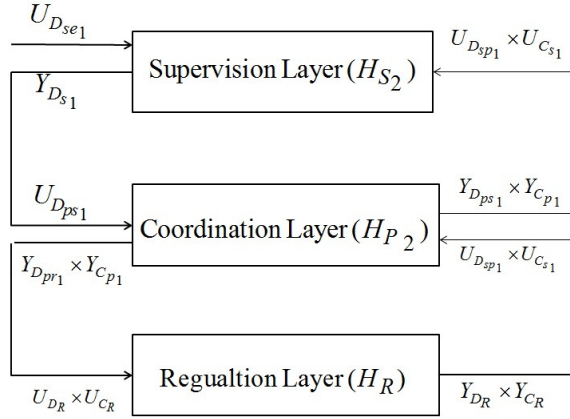 U_{D_{se_1}}
Supervision Layer (H_{S_2})
U_{D_{sp_1}} × U_{C_{s_1}}
Y_{D_{s_1}}
U_{D_{ps_1}}
Y_{D_{ps_1}} × Y_{C_{p_1}}
Coordination Layer (H_{P_2})
Y_{D_{pr_1}} × Y_{C_{p_1}}
U_{D_{sp_1}} × U_{C_{s_1}}
Regualtion Layer (H_R)
U_{D_R} × U_{C_R}
Y_{D_R} × Y_{C_R}